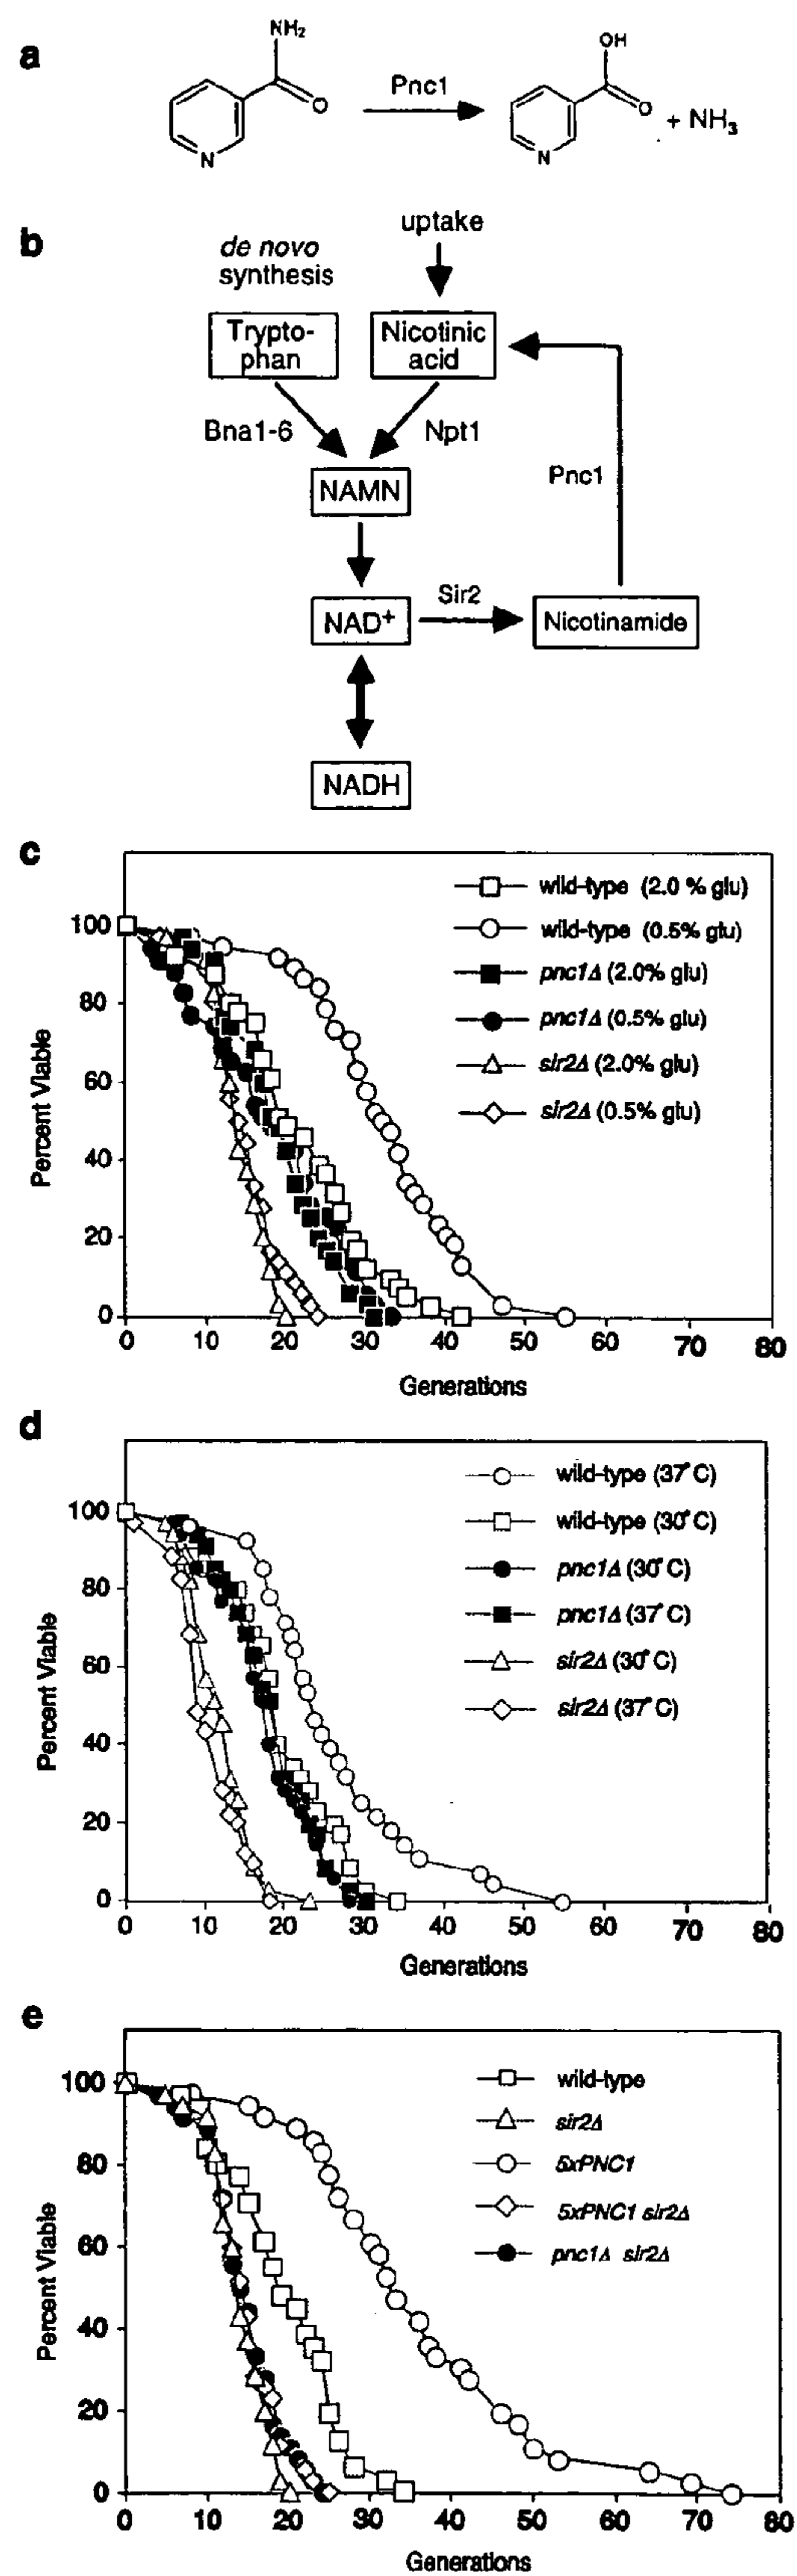 a
NH2
O
N
Pnc1
OH
O
N
+ NH3
b
de novo
synthesis
uptake
Trypto-
phan
Nicotinic
acid
Bna1-6
Npt1
Pnc1
NAMN
NAD+
Sir2
Nicotinamide
NADH
c
wild-type (2.0 % glu)
wild-type (0.5% glu)
pnc1Δ (2.0% glu)
pnc1Δ (0.5% glu)
sir2Δ (2.0% glu)
sir2Δ (0.5% glu)
Percent Viable
100
80
60
40
20
0
0 10 20 30 40 50 60 70 80
Generations
d
wild-type (37°C)
wild-type (30°C)
pnc1Δ (30°C)
pnc1Δ (37°C)
sir2Δ (30°C)
sir2Δ (37°C)
Percent Viable
100
80
60
40
20
0
0 10 20 30 40 50 60 70 80
Generations
e
wild-type
sir2Δ
5xPNC1
5xPNC1 sir2Δ
pnc1Δ sir2Δ
Percent Viable
100
80
60
40
20
0
0 10 20 30 40 50 60 70 80
Generations